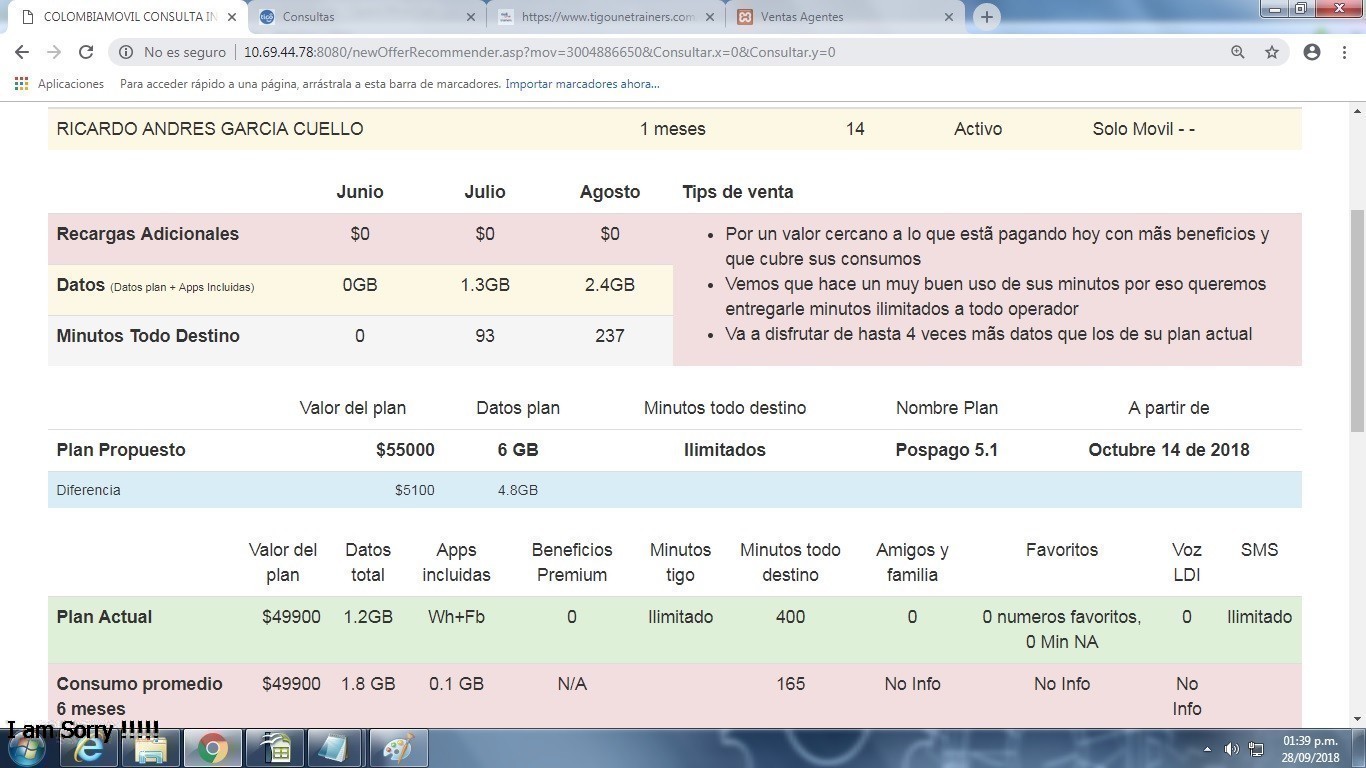 COLOMBIAMOVIL CONSULTA IN
Consultas
https://www.tigounetrainers.com
Ventas Agentes
No es seguro
10.69.44.78:8080/newOfferRecommender.asp?mov=3004886650&Consultar.x=0&Consultar.y=0
Aplicaciones
Para acceder rápido a una página, arrástrala a esta barra de marcadores. Importar marcadores ahora...
RICARDO ANDRES GARCIA CUELLO 1 meses 14 Activo Solo Movil - -
Junio Julio Agosto Tips de venta
Recargas Adicionales $0 $0 $0
Datos (Datos plan + Apps Incluidas) 0GB 1.3GB 2.4GB
Minutos Todo Destino 0 93 237
• Por un valor cercano a lo que estã pagando hoy con mãs beneficios y
que cubre sus consumos
• Vemos que hace un muy buen uso de sus minutos por eso queremos
entregarle minutos ilimitados a todo operador
• Va a disfrutar de hasta 4 veces mãs datos que los de su plan actual
Valor del plan Datos plan Minutos todo destino Nombre Plan A partir de
Plan Propuesto $55000 6 GB Ilimitados Pospago 5.1 Octubre 14 de 2018
Diferencia $5100 4.8GB
Valor del Datos Apps Beneficios Minutos Minutos todo Amigos y Favoritos Voz SMS
plan total incluidas Premium tigo destino familia LDI
Plan Actual $49900 1.2GB Wh+Fb 0 Ilimitado 400 0 0 numeros favoritos, 0 Ilimitado
0 Min NA
Consumo promedio $49900 1.8 GB 0.1 GB N/A 165 No Info No Info No
6 meses Info
I am Sorry !!!!!
01:39 p.m.
28/09/2018